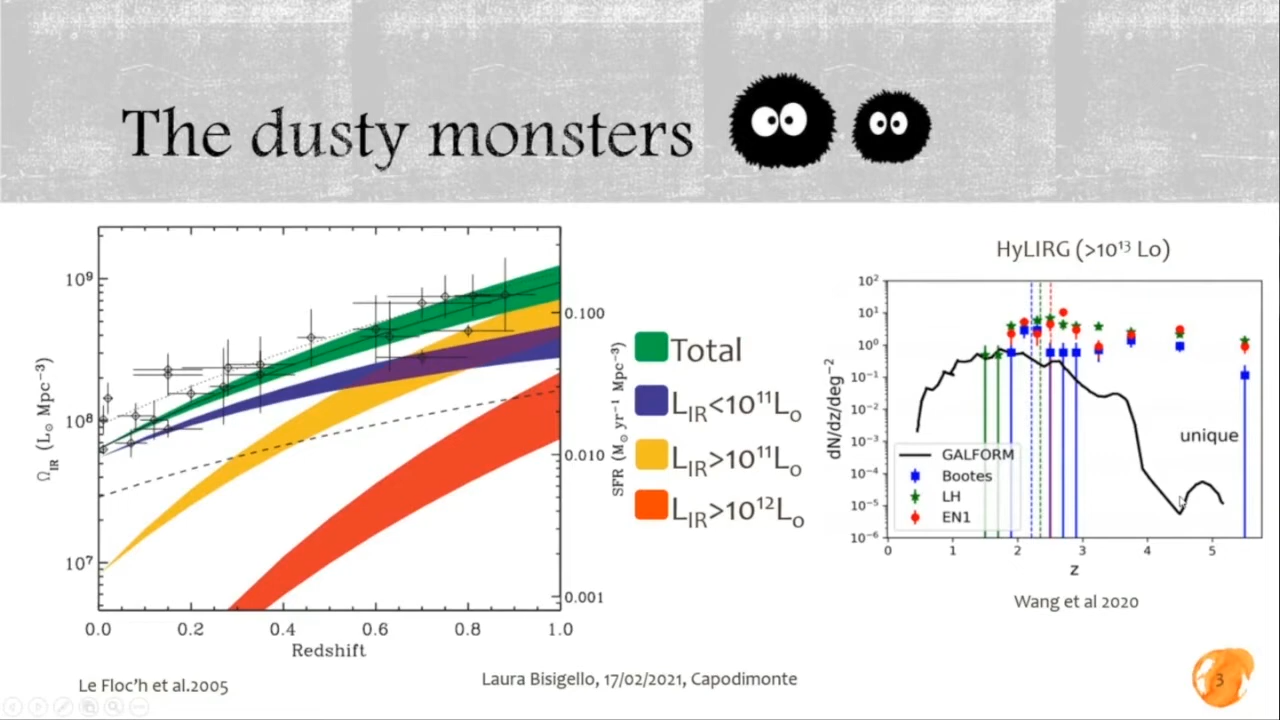 The dusty monsters
10⁹
10⁸
10⁷
Ω_IR (L⊙ Mpc⁻³)
0.100
0.010
0.001
SFR (M⊙ yr⁻¹ Mpc⁻³)
0.0 0.2 0.4 0.6 0.8 1.0
Redshift
Total
L_IR<10¹¹Lo
L_IR>10¹¹Lo
L_IR>10¹²Lo
HyLIRG (>10¹³ Lo)
10²
10¹
10⁰
10⁻¹
10⁻²
10⁻³
10⁻⁴
10⁻⁵
10⁻⁶
dN/dz/deg⁻²
unique
GALFORM
Bootes
LH
EN1
0 1 2 3 4 5
z
Wang et al 2020
Le Floc'h et al.2005
Laura Bisigello, 17/02/2021, Capodimonte
3